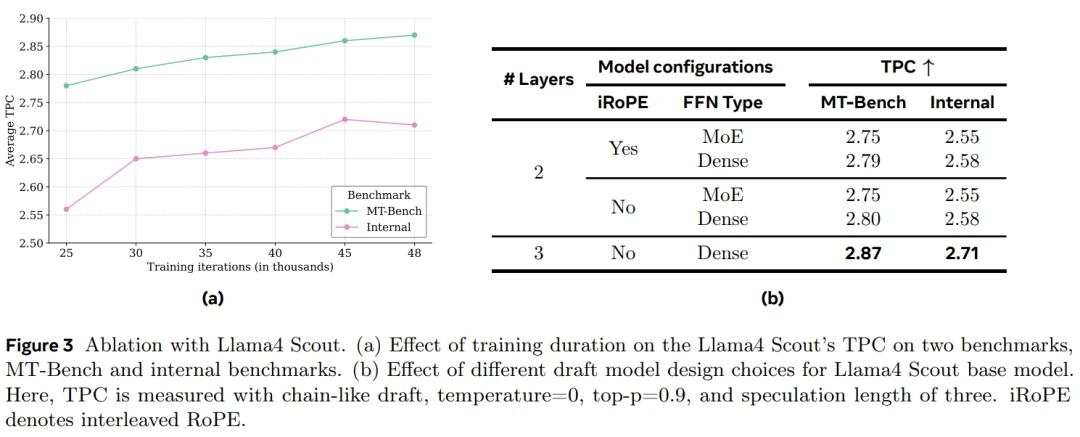 2.90
2.85
2.80
2.75
2.70
2.65
2.60
2.55
2.50
Average TPC
25 30 35 40 45 48
Training iterations (in thousands)
Benchmark
MT-Bench
Internal
(a)
# Layers Model configurations TPC ↑
iRoPE FFN Type MT-Bench Internal
2 Yes MoE 2.75 2.55
Dense 2.79 2.58
No MoE 2.75 2.55
Dense 2.80 2.58
3 No Dense 2.87 2.71
(b)
Figure 3 Ablation with Llama4 Scout. (a) Effect of training duration on the Llama4 Scout's TPC on two benchmarks,
MT-Bench and internal benchmarks. (b) Effect of different draft model design choices for Llama4 Scout base model.
Here, TPC is measured with chain-like draft, temperature=0, top-p=0.9, and speculation length of three. iRoPE
denotes interleaved RoPE.